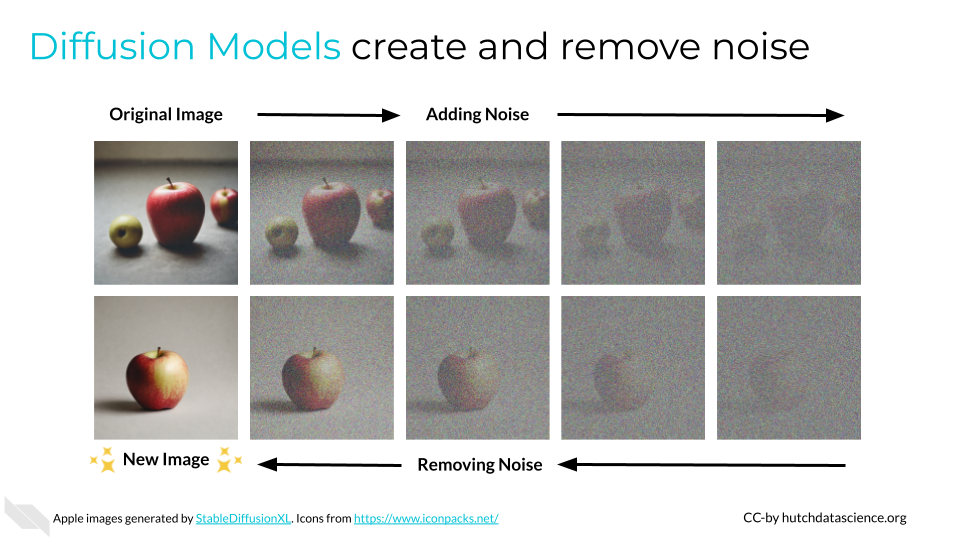 Diffusion Models create and remove noise
Original Image
Adding Noise
New Image
Removing Noise
Apple images generated by StableDiffusionXL. Icons from https://www.iconpacks.net/
CC-by hutchdatascience.org